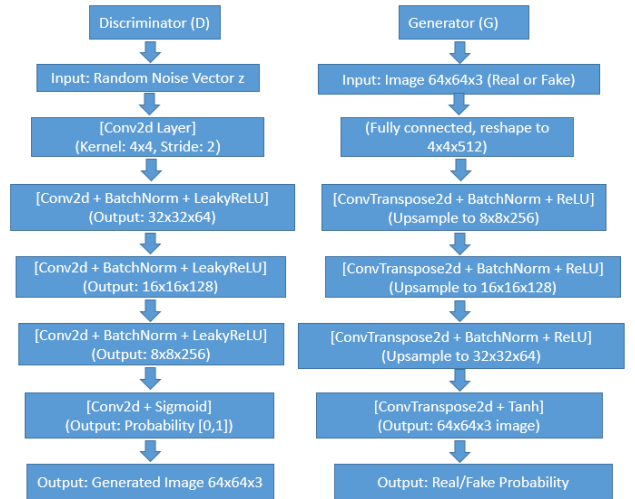 Discriminator (D)
Input: Random Noise Vector z
[Conv2d Layer]
(Kernel: 4x4, Stride: 2)
[Conv2d + BatchNorm + LeakyReLU]
(Output: 32x32x64)
[Conv2d + BatchNorm + LeakyReLU]
(Output: 16x16x128)
[Conv2d + BatchNorm + LeakyReLU]
(Output: 8x8x256)
[Conv2d + Sigmoid]
(Output: Probability [0,1])
Output: Generated Image 64x64x3
Generator (G)
Input: Image 64x64x3 (Real or Fake)
(Fully connected, reshape to
4x4x512)
[ConvTranspose2d + BatchNorm + ReLU]
(Upsample to 8x8x256)
[ConvTranspose2d + BatchNorm + ReLU]
(Upsample to 16x16x128)
[ConvTranspose2d + BatchNorm + ReLU]
(Upsample to 32x32x64)
[ConvTranspose2d + Tanh]
(Output: 64x64x3 image)
Output: Real/Fake Probability